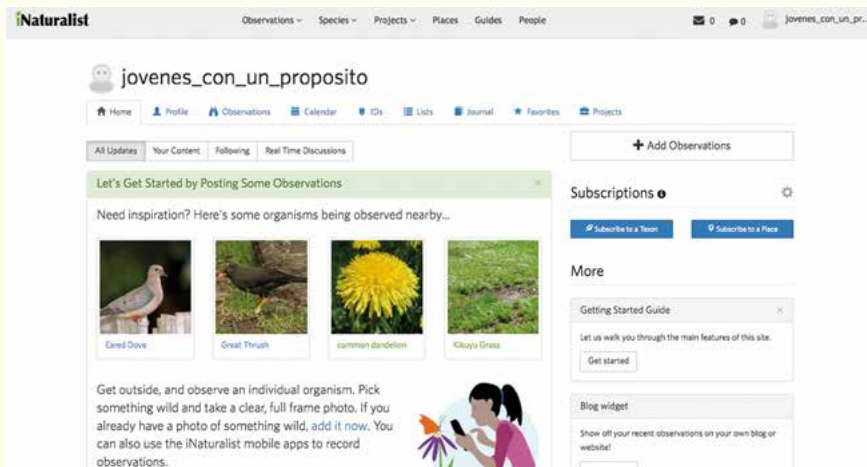 iNaturalist
Observations Species Projects Places Guides People
0 0 jovenes_con_un_pr...
jovenes_con_un_proposito
Home Profile Observations Calendar IDs Lists Journal Favorites Projects
All Updates Your Content Following Real Time Discussions
Add Observations
Let's Get Started by Posting Some Observations
Need inspiration? Here's some organisms being observed nearby...
Eared Dove Great Thrush common dandelion Kikuyu Grass
Get outside, and observe an individual organism. Pick
something wild and take a clear, full frame photo. If you
already have a photo of something wild, add it now. You
can also use the iNaturalist mobile apps to record
observations.
Subscriptions
Subscribe to a Taxon Subscribe to a Place
More
Getting Started Guide
Let us walk you through the main features of this site.
Get started
Blog widget
Show off your recent observations on your own blog or
website!